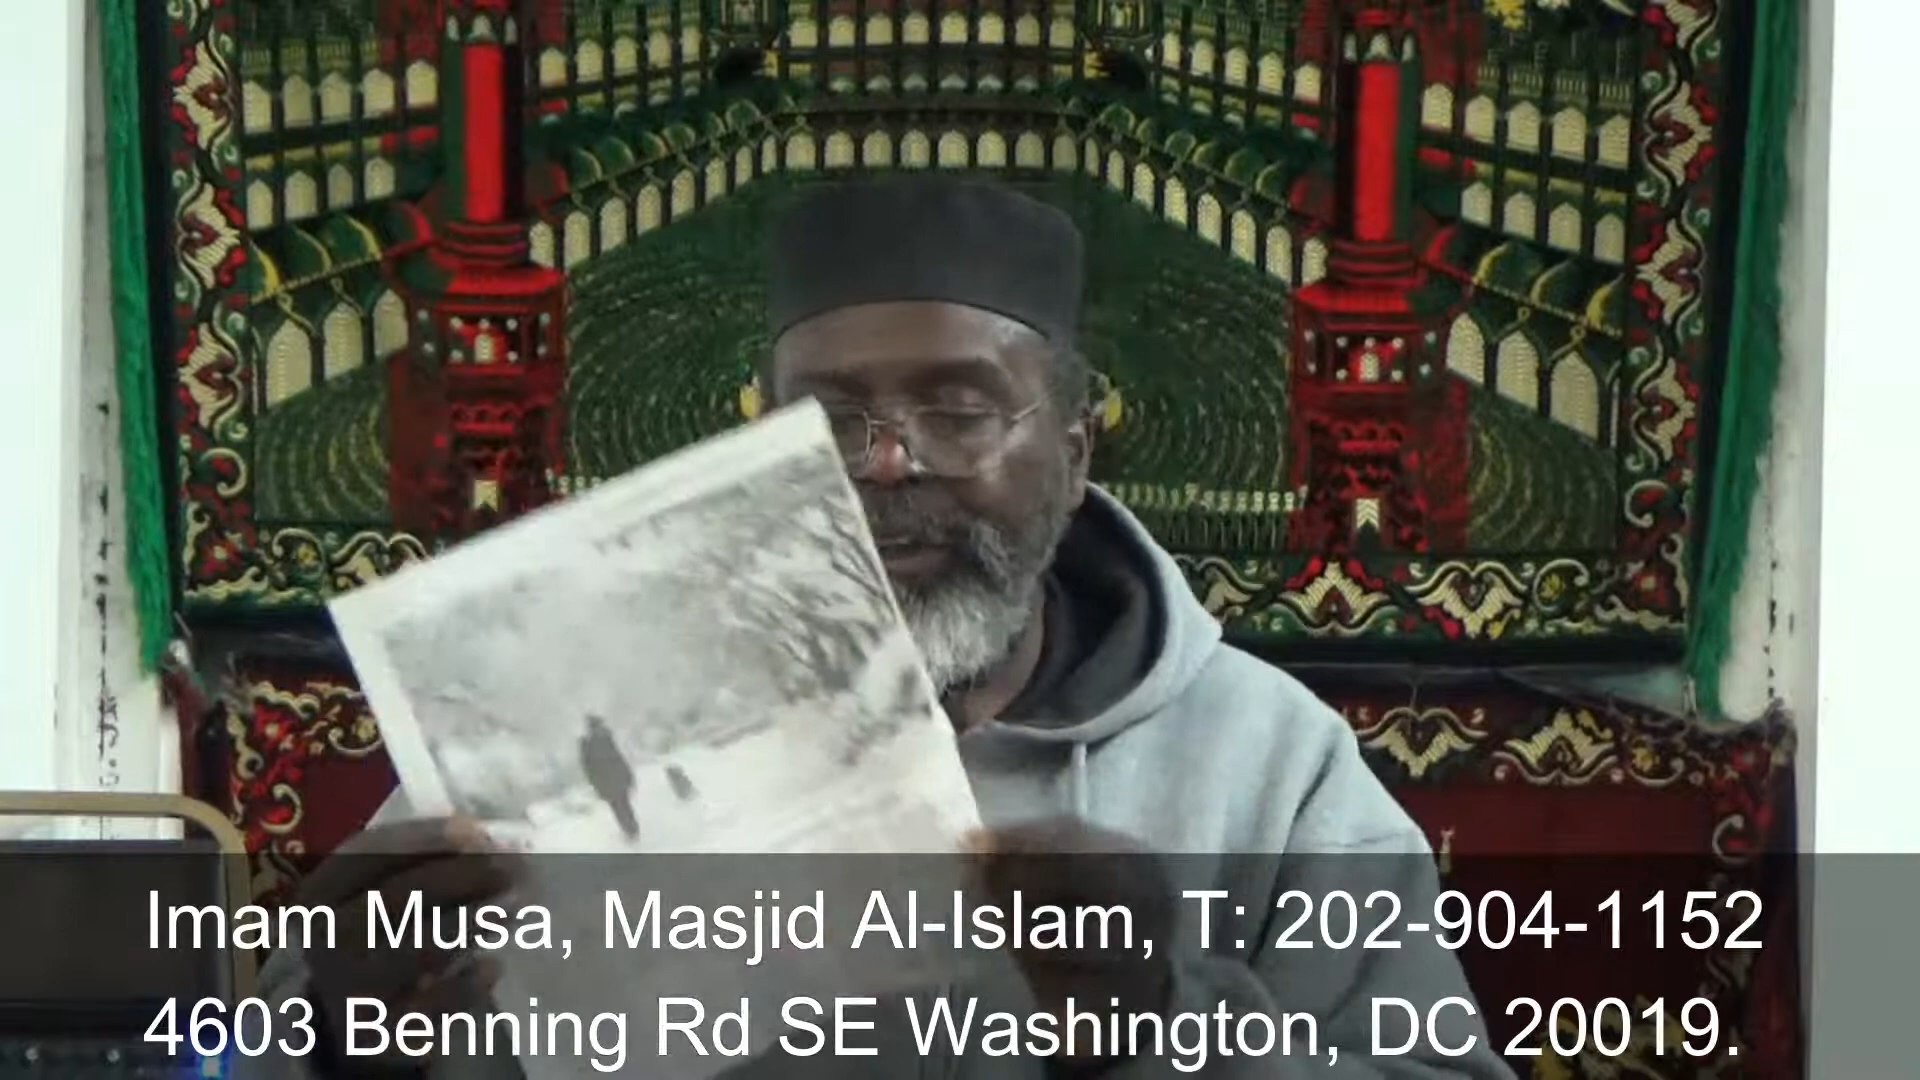 Imam Musa, Masjid Al-Islam, T: 202-904-1152
4603 Benning Rd SE Washington, DC 20019.